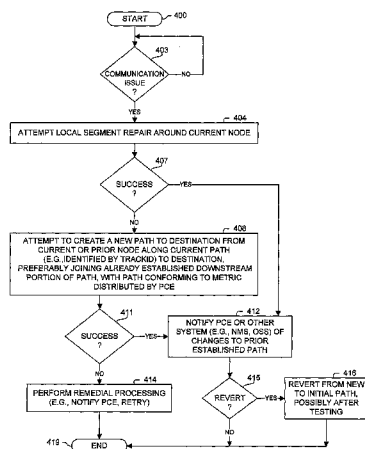 START
400
403
COMMUNICATION
ISSUE
?
NO
YES
404
ATTEMPT LOCAL SEGMENT REPAIR AROUND CURRENT NODE
407
SUCCESS
?
YES
NO
408
ATTEMPT TO CREATE A NEW PATH TO DESTINATION FROM
CURRENT OR PRIOR NODE ALONG CURRENT PATH
(E.G., IDENTIFIED BY TRACKID) TO DESTINATION,
PREFERABLY JOINING ALREADY ESTABLISHED DOWNSTREAM
PORTION OF PATH, WITH PATH CONFORMING TO METRIC
DISTRIBUTED BY PCE
411
SUCCESS
?
YES
NO
412
NOTIFY PCE OR OTHER
SYSTEM (E.G., NMS, OSS) OF
CHANGES TO PRIOR
ESTABLISHED PATH
414
PERFORM REMEDIAL PROCESSING
(E.G., NOTIFY PCE, RETRY)
415
REVERT
?
YES
NO
416
REVERT FROM NEW
TO INITIAL PATH,
POSSIBLY AFTER
TESTING
419
END